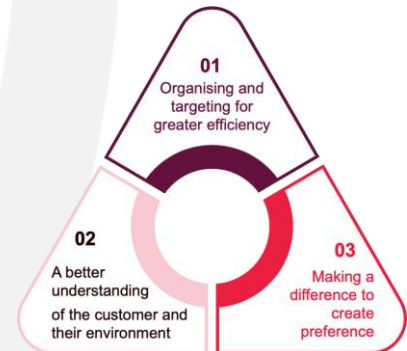 01
Organising and
targeting for
greater efficiency
02
A better
understanding
of the customer and
their environment
03
Making a
difference to
create
preference